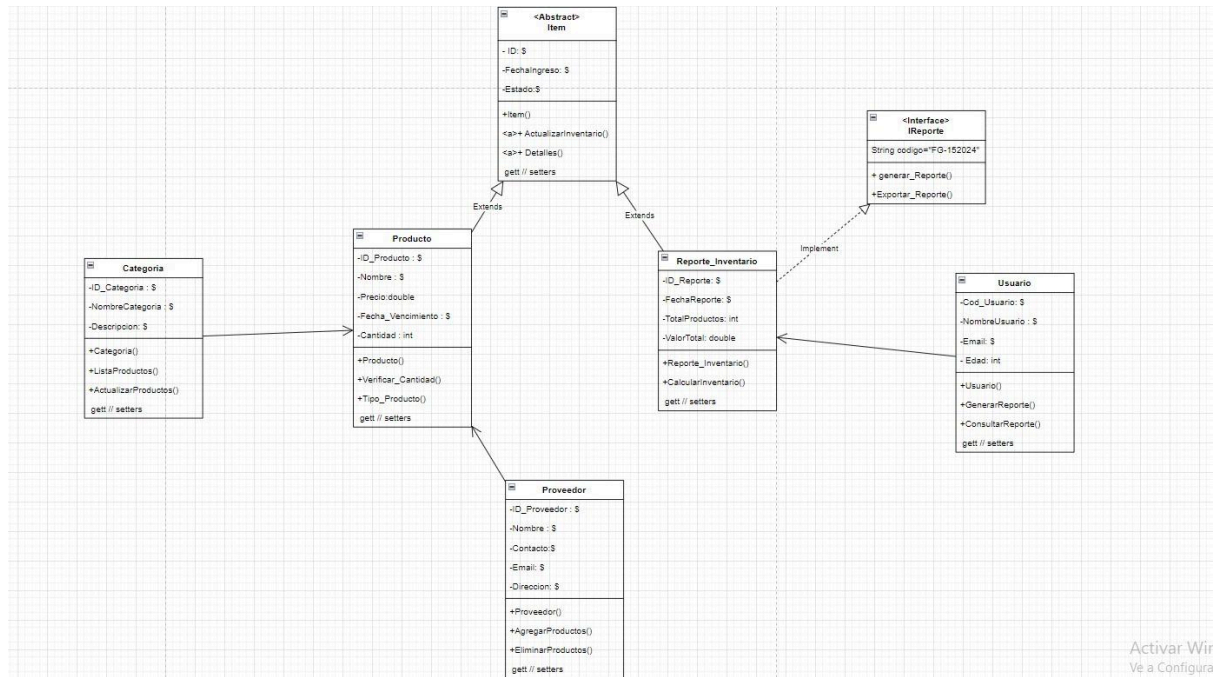 <Abstract>
Item
- ID: $
-FechaIngreso: $
-Estado:$
+Item()
<a>+ ActualizarInventario()
<a>+ Detalles()
gett // setters
<Interface>
IReporte
String codigo="FG-152024"
+ generar_Reporte()
+Exportar_Reporte()
Extends
Extends
Implement
Producto
-ID_Producto : $
-Nombre : $
-Precio:double
-Fecha_Vencimiento : $
-Cantidad : int
+Producto()
+Verificar_Cantidad()
+Tipo_Producto()
gett // setters
Reporte_Inventario
-ID_Reporte: $
-FechaReporte: $
-TotalProductos: int
-ValorTotal: double
+Reporte_Inventario()
+CalcularInventario()
gett // setters
Categoria
-ID_Categoria : $
-NombreCategoria : $
-Descripcion: $
+Categoria()
+ListaProductos()
+ActualizarProductos()
gett // setters
Usuario
-Cod_Usuario: $
-NombreUsuario : $
-Email: $
- Edad: int
+Usuario()
+GenerarReporte()
+ConsultarReporte()
gett // setters
Proveedor
-ID_Proveedor : $
-Nombre : $
-Contacto:$
-Email: $
-Direccion: $
+Proveedor()
+AgregarProductos()
+EliminarProductos()
gett // setters
Activar Wir
Ve a Configura